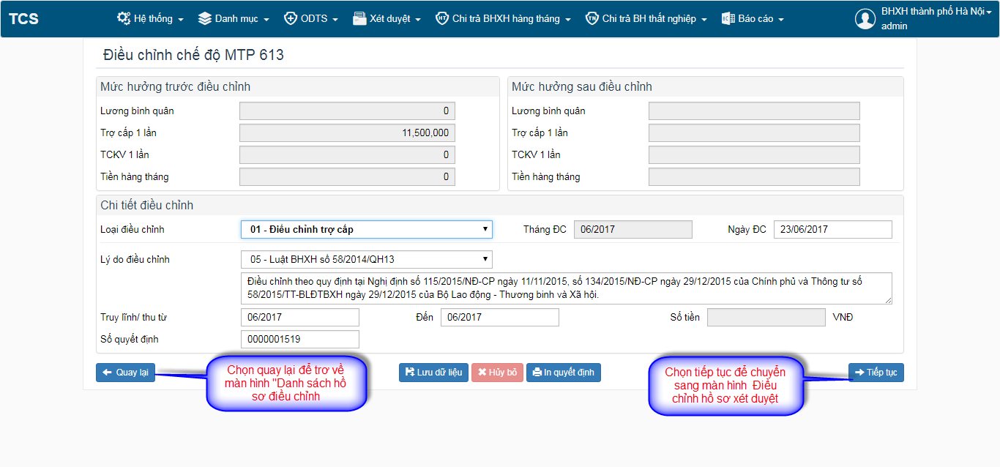 TCS
Hệ thống
Danh mục
ODTS
Xét duyệt
Chi trả BHXH hàng tháng
Chi trả BH thất nghiệp
Báo cáo
BHXH thành phố Hà Nội
admin
Điều chỉnh chế độ MTP 613
Mức hưởng trước điều chỉnh
Lương bình quân 0
Trợ cấp 1 lần 11,500,000
TCKV 1 lần 0
Tiền hàng tháng 0
Mức hưởng sau điều chỉnh
Lương bình quân
Trợ cấp 1 lần
TCKV 1 lần
Tiền hàng tháng
Chi tiết điều chỉnh
Loại điều chỉnh 01 - Điều chỉnh trợ cấp Tháng ĐC 06/2017 Ngày ĐC 23/06/2017
Lý do điều chỉnh 05 - Luật BHXH số 58/2014/QH13
Điều chỉnh theo quy định tại Nghị định số 115/2015/NĐ-CP ngày 11/11/2015, số 134/2015/NĐ-CP ngày 29/12/2015 của Chính phủ và Thông tư số
58/2015/TT-BLĐTBXH ngày 29/12/2015 của Bộ Lao động - Thương binh và Xã hội.
Truy lĩnh/ thu từ 06/2017 Đến 06/2017 Số tiền VNĐ
Số quyết định 0000001519
Quay lại
Chọn quay lại để trơ về
màn hình "Danh sách hồ
sơ điều chỉnh
Lưu dữ liệu
Hủy bỏ
In quyết định
Chọn tiếp tục để chuyển
sang màn hình Điều
chỉnh hồ sơ xét duyệt
Tiếp tục